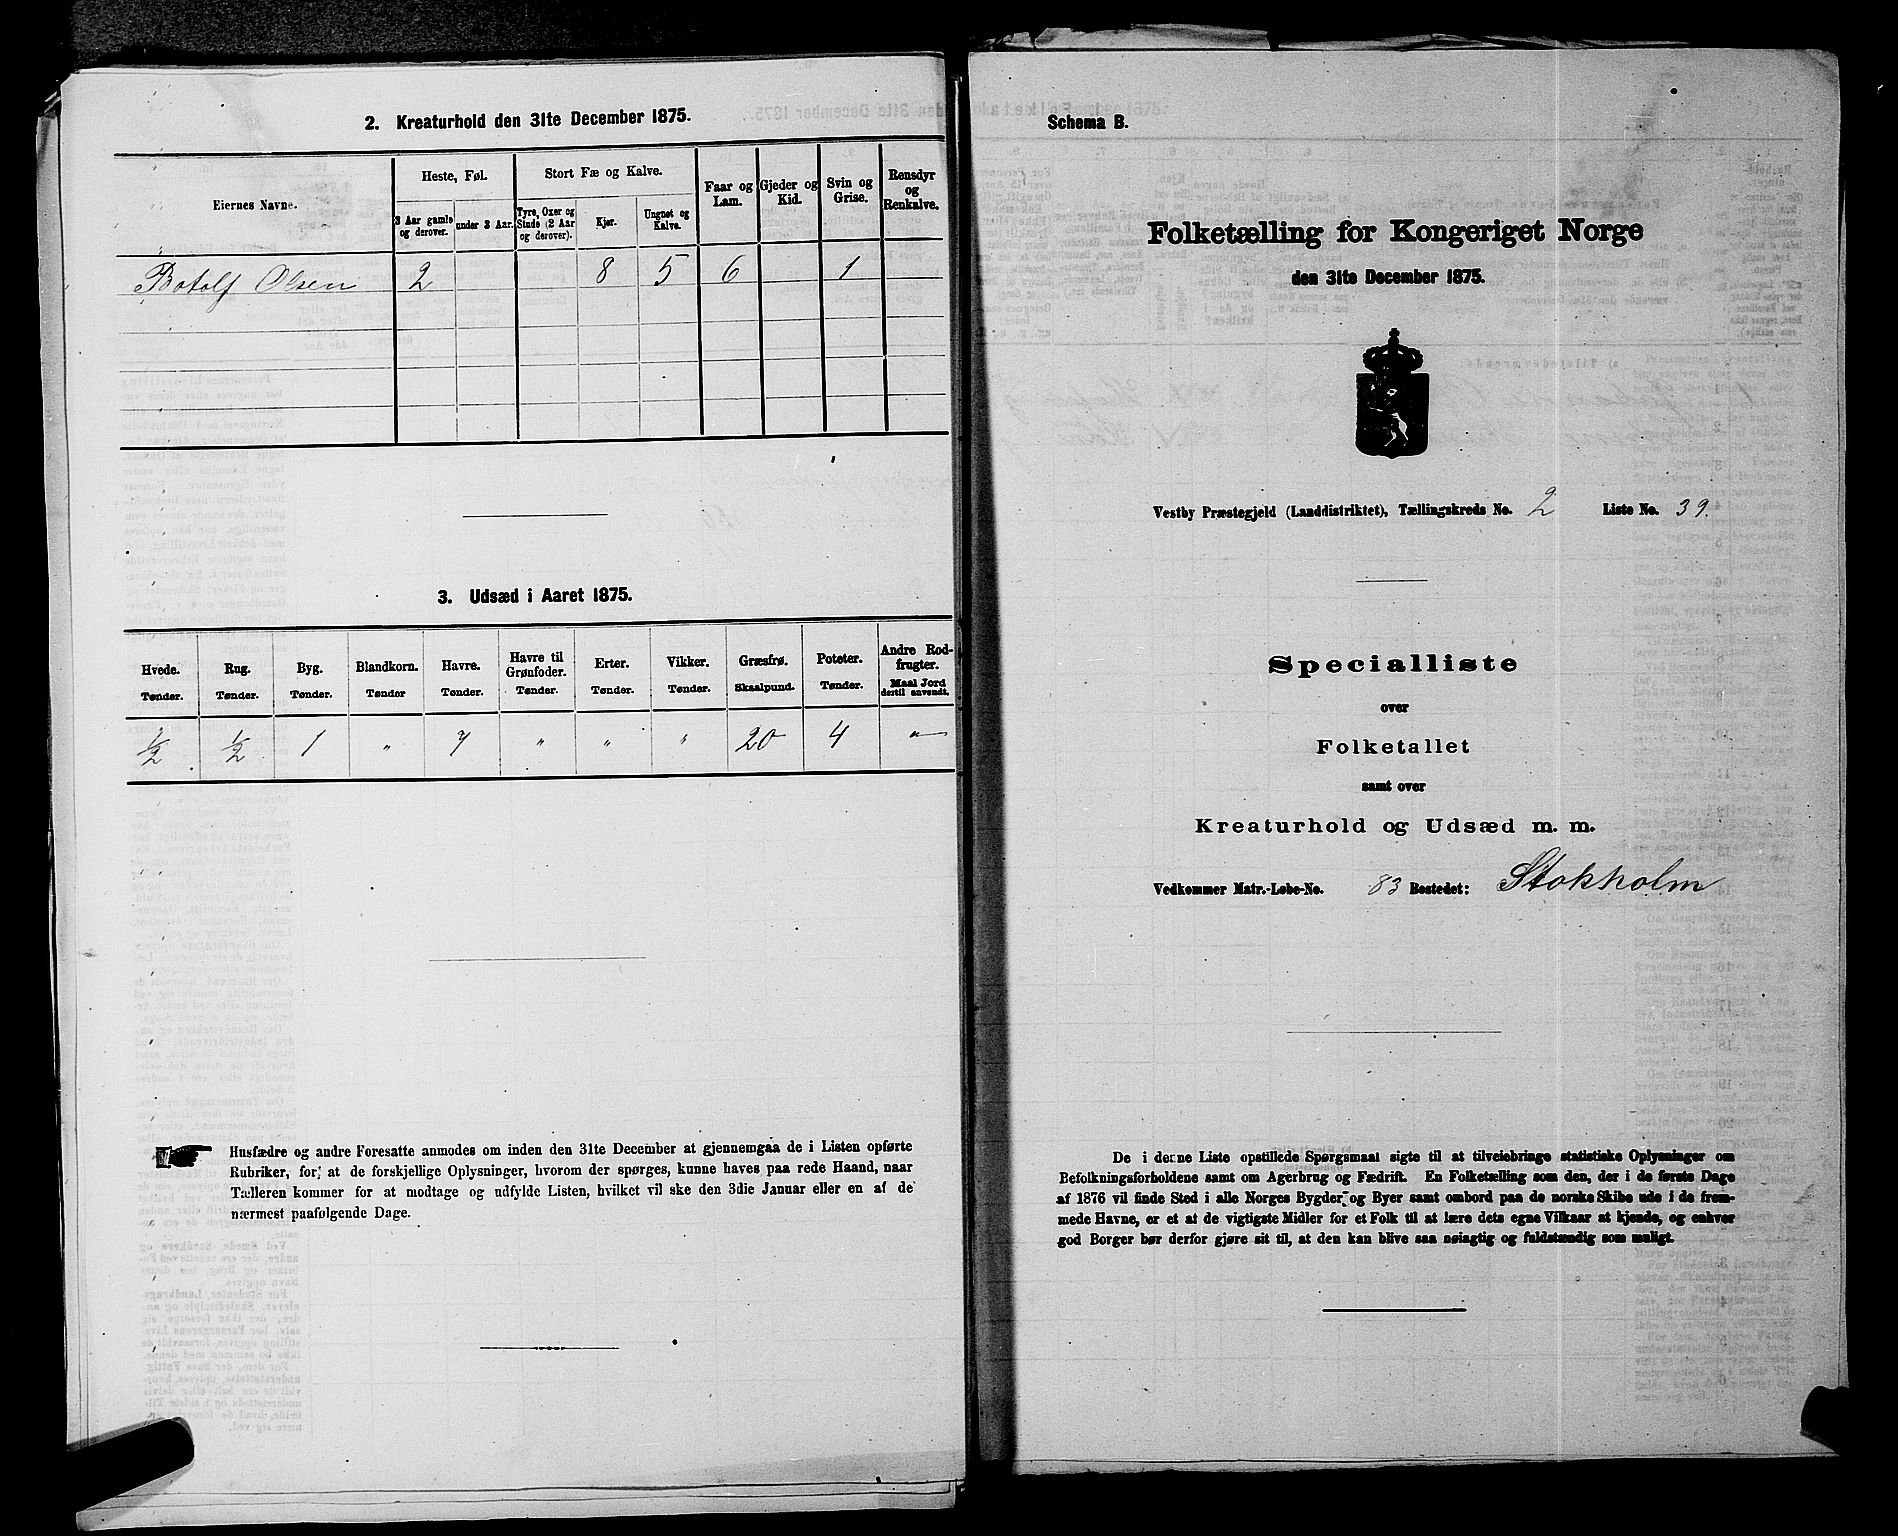 2. Kreaturhold den 31te December 1875.
Eiernes Navne.
Heste, Føl.
Stort Fæ og Kalve.
Faar og Lam.
Gjeder og Kid.
Svin og Grise.
Rensdyr og Renkalve.
3 Aar gamle og derover.
under 3 Aar.
Tyre, Oxer og Stude (2 Aar og derover).
Kjør.
Ungnøt og Kalve.
Botolf Olsen 2 8 5 6 1
3. Udsæd i Aaret 1875.
Hvede. Rug. Byg. Blandkorn. Havre. Havre til Grønfoder. Erter. Vikker. Græsfrø. Poteter. Andre Rodfrugter.
Tønder. Tønder. Tønder. Tønder Tønder. Tønder. Tønder. Tønder. Skaalpund. Tønder. Maal Jord dertil anvendt.
1/2 1/2 1 " 7 " " " 20 4 "
Husfædre og andre Foresatte anmodes om inden den 31te December at gjennemgaa de i Listen opførte
Rubriker, for at de forskjellige Oplysninger, hvorom der spørges, kunne haves paa rede Haand, naar
Tælleren kommer for at modtage og udfylde Listen, hvilket vil ske den 3die Januar eller en af de
nærmest paafølgende Dage.
Schema B.
Folketælling for Kongeriget Norge
den 31te December 1875.
Vestby Præstegjeld (Landdistriktet), Tællingskreds No. 2 Liste No. 39.
Specialliste
over
Folketallet
samt over
Kreaturhold og Udsæd m. m.
Vedkommer Matr.-Løbe-No. 83 Bostedet: Stokholm
De i denne Liste opstillede Spørgsmaal sigte til at tilveiebringe statistiske Oplysninger om
Befolkningsforholdene samt om Agerbrug og Fædrift. En Folketælling som den, der i de første Dage
af 1876 vil finde Sted i alle Norges Bygder og Byer samt ombord paa de norske Skibe ude i de frem-
mede Havne, er et at de vigtigste Midler for et Folk til at lære dets egne Vilkaar at kjende, og enhver
god Borger bør derfor gjøre sit til, at den kan blive saa nøiagtig og fuldstændig som muligt.